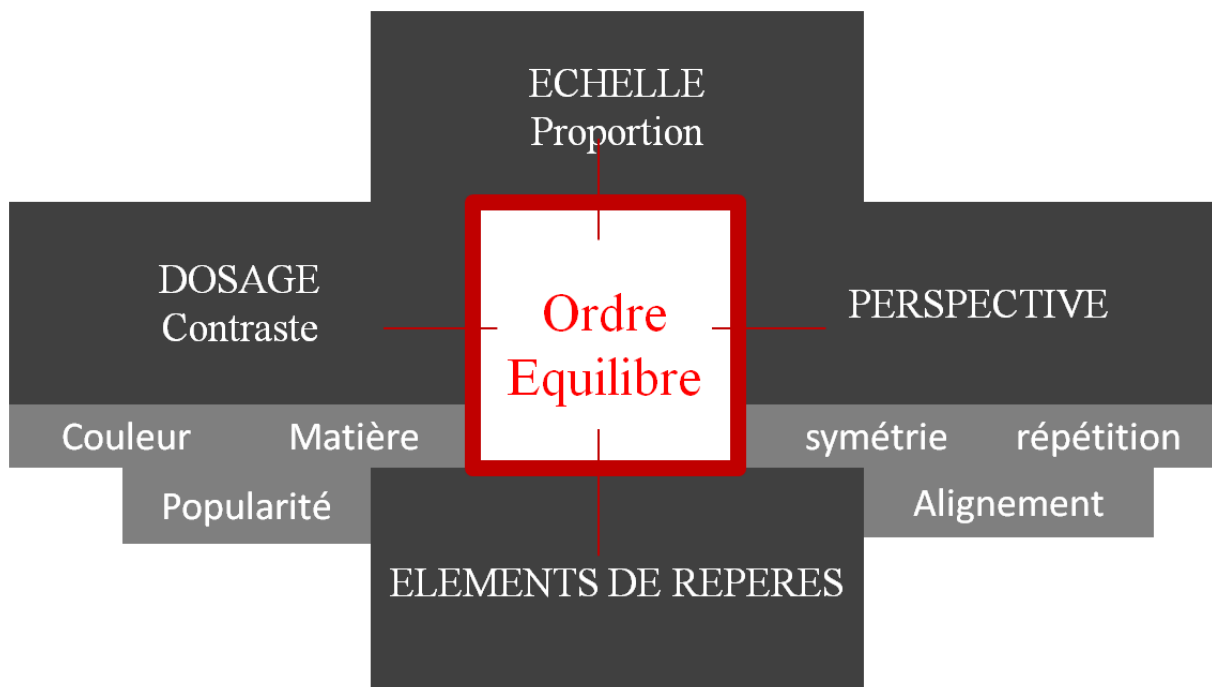 ECHELLE
Proportion
DOSAGE
Contraste
Ordre
Equilibre
PERSPECTIVE
Couleur Matière
symétrie répétition
Popularité
Alignement
ELEMENTS DE REPERES